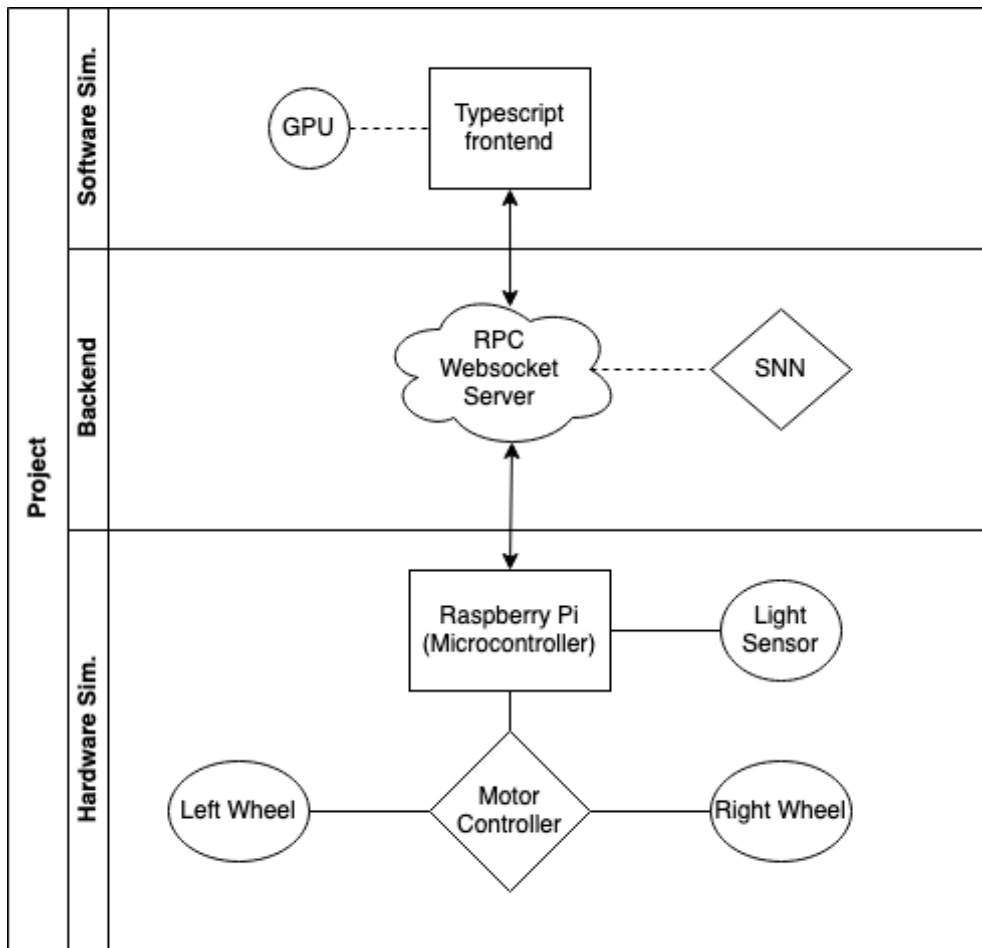 Project
Software Sim.
GPU
Typescript
frontend
Backend
RPC
Websocket
Server
SNN
Hardware Sim.
Raspberry Pi
(Microcontroller)
Light
Sensor
Left Wheel
Motor
Controller
Right Wheel